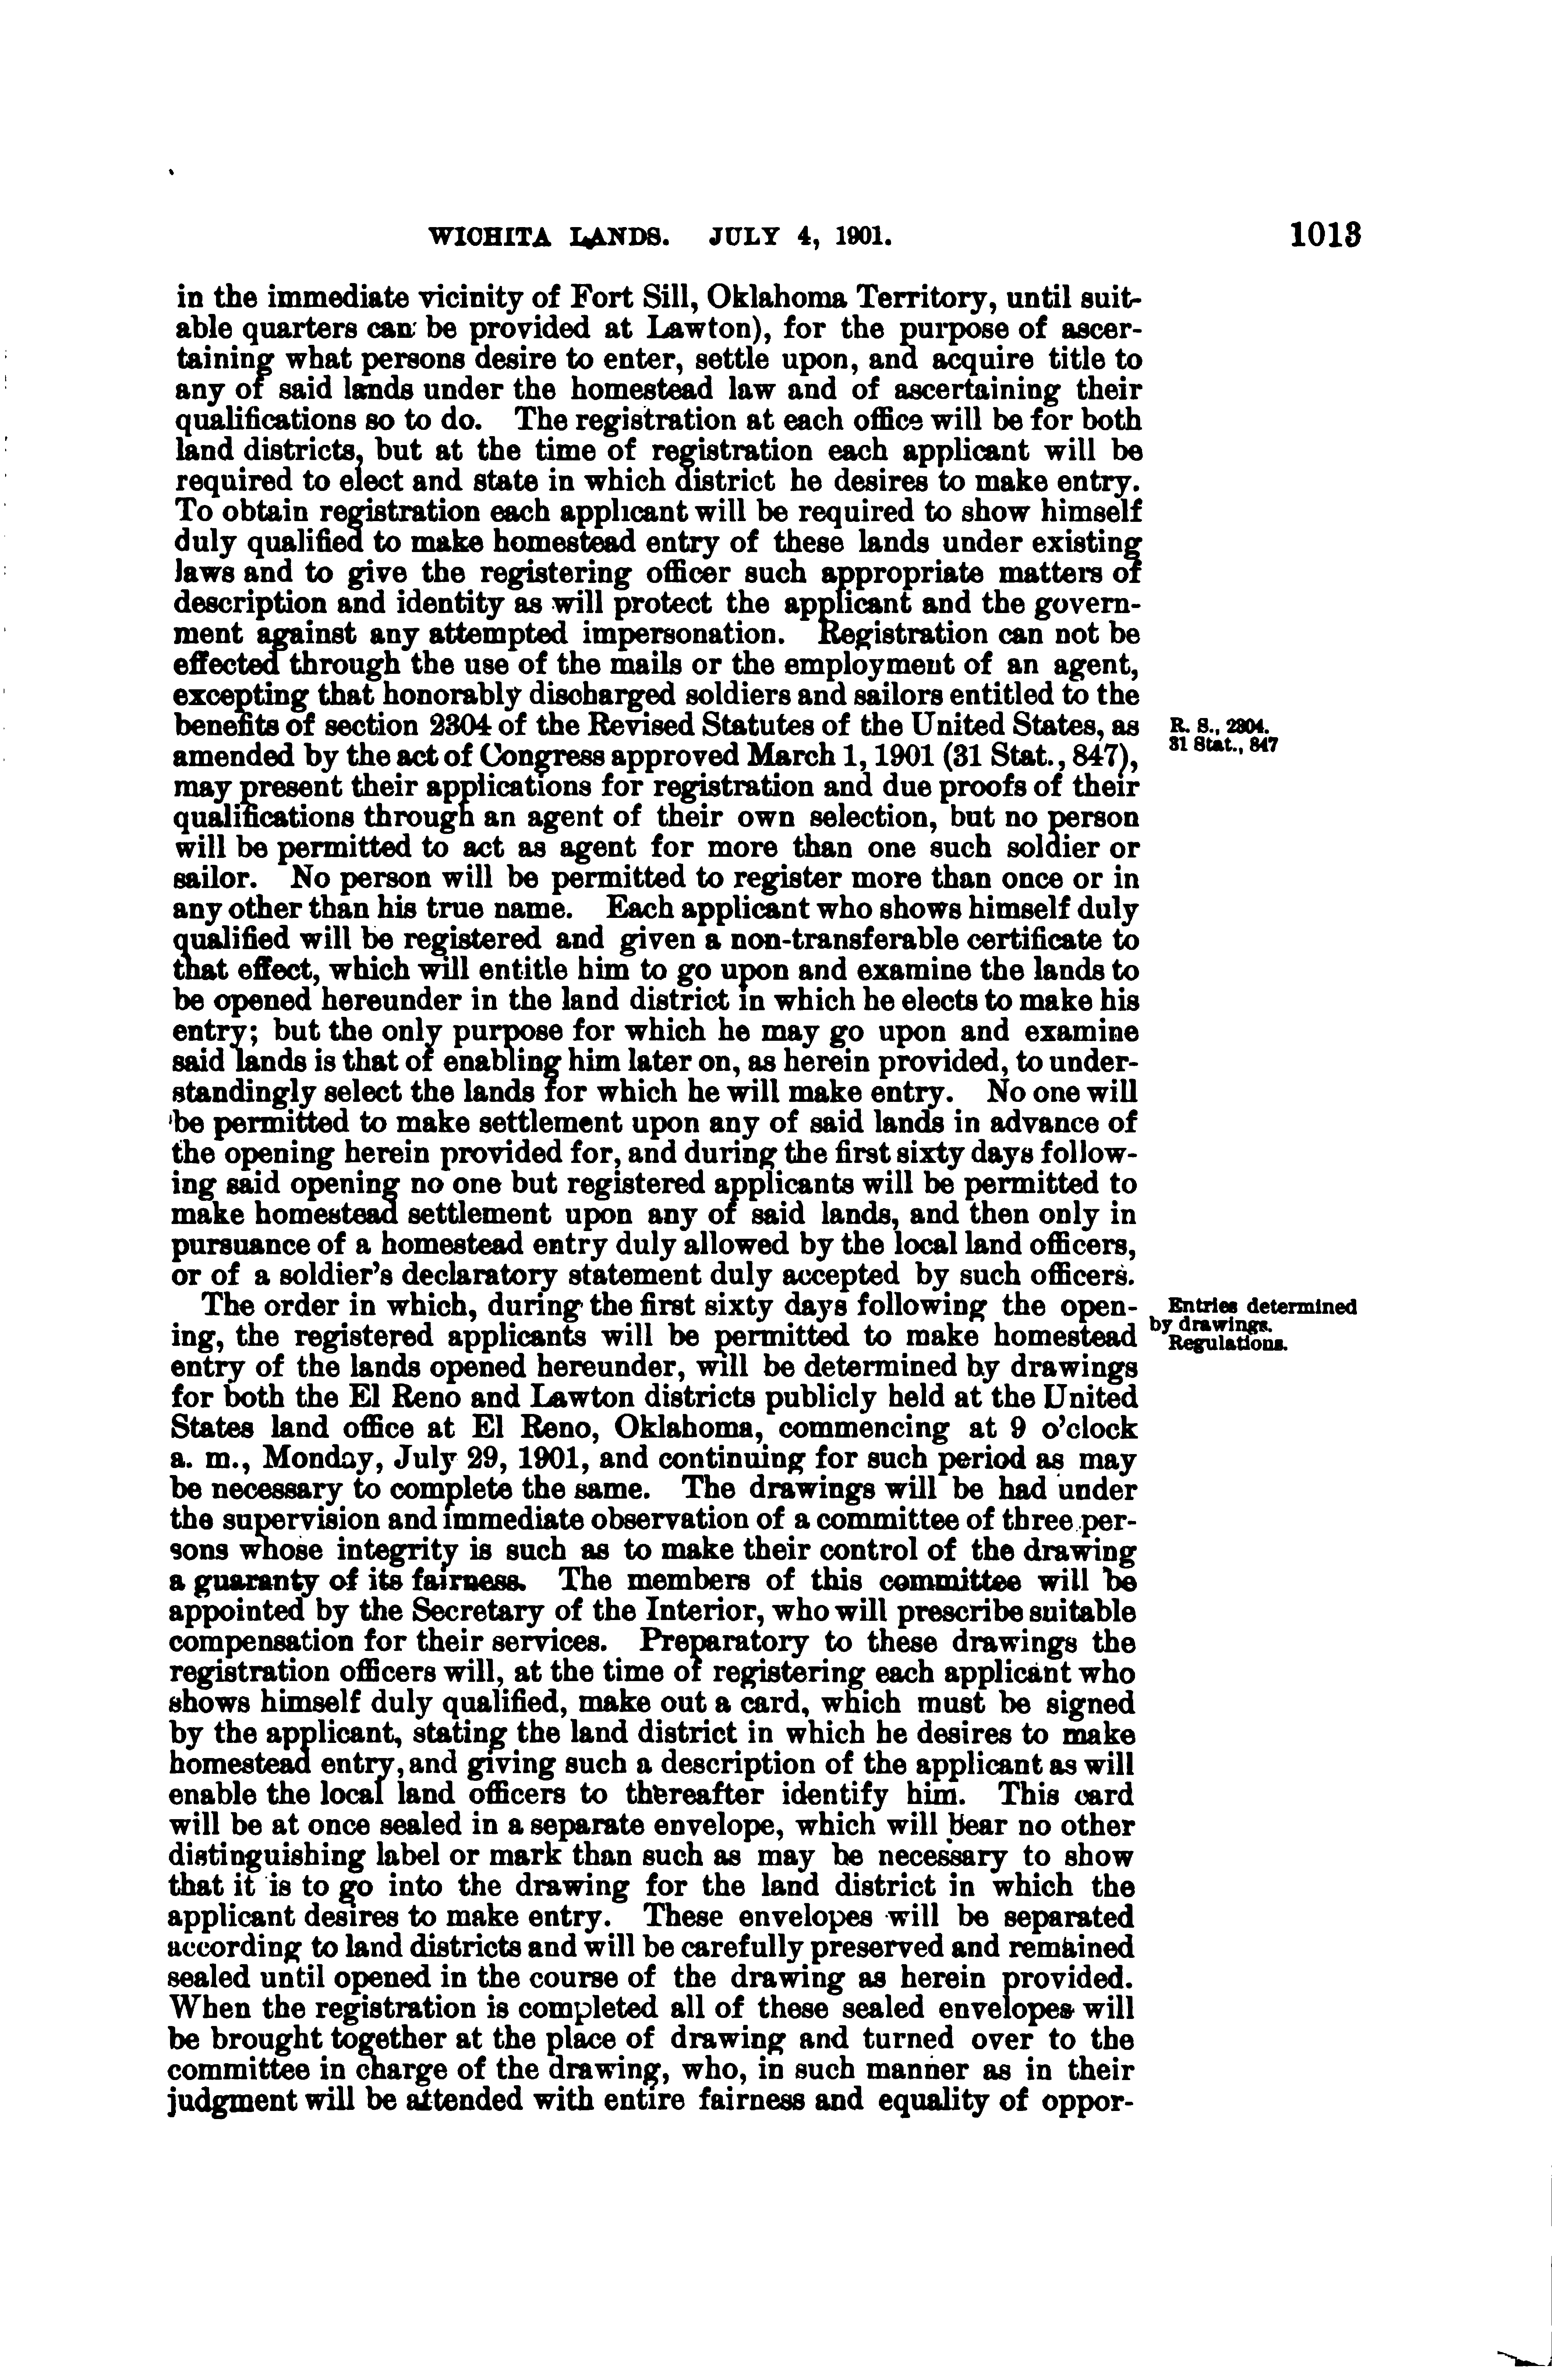 WICHITA LANDS. JULY 4, 1901. 1013
in the immediate vicinity of Fort Sill, Oklahoma Territory, until suit-
able quarters can be provided at Lawton), for the purpose of ascer-
taining what persons desire to enter, settle upon, and acquire title to
any of said lands under the homestead law and of ascertaining their
qualifications so to do. The registration at each office will be for both
land districts, but at the time of registration each applicant will be
required to elect and state in which district he desires to make entry.
To obtain registration each applicant will be required to show himself
duly qualified to make homestead entry of these lands under existing
laws and to give the registering officer such appropriate matters of
description and identity as will protect the applicant and the govern-
ment against any attempted impersonation. Registration can not be
effected through the use of the mails or the employment of an agent,
excepting that honorably discharged soldiers and sailors entitled to the
benefits of section 2304 of the Revised Statutes of the United States, as
R. S., 2304.
amended by the act of Congress approved March 1, 1901 (31 Stat., 847),
31 Stat., 847
may present their applications for registration and due proofs of their
qualifications through an agent of their own selection, but no person
will be permitted to act as agent for more than one such soldier or
sailor. No person will be permitted to register more than once or in
any other than his true name. Each applicant who shows himself duly
qualified will be registered and given a non-transferable certificate to
that effect, which will entitle him to go upon and examine the lands to
be opened hereunder in the land district in which he elects to make his
entry; but the only purpose for which he may go upon and examine
said lands is that of enabling him later on, as herein provided, to under-
standingly select the lands for which he will make entry. No one will
be permitted to make settlement upon any of said lands in advance of
the opening herein provided for, and during the first sixty days follow-
ing said opening no one but registered applicants will be permitted to
make homestead settlement upon any of said lands, and then only in
pursuance of a homestead entry duly allowed by the local land officers,
or of a soldier's declaratory statement duly accepted by such officers.
The order in which, during the first sixty days following the open-
Entries determined
by drawings.
ing, the registered applicants will be permitted to make homestead
Regulations.
entry of the lands opened hereunder, will be determined by drawings
for both the El Reno and Lawton districts publicly held at the United
States land office at El Reno, Oklahoma, commencing at 9 o'clock
a. m., Monday, July 29, 1901, and continuing for such period as may
be necessary to complete the same. The drawings will be had under
the supervision and immediate observation of a committee of three per-
sons whose integrity is such as to make their control of the drawing
a guaranty of its fairness. The members of this committee will be
appointed by the Secretary of the Interior, who will prescribe suitable
compensation for their services. Preparatory to these drawings the
registration officers will, at the time of registering each applicant who
shows himself duly qualified, make out a card, which must be signed
by the applicant, stating the land district in which he desires to make
homestead entry, and giving such a description of the applicant as will
enable the local land officers to thereafter identify him. This card
will be at once sealed in a separate envelope, which will bear no other
distinguishing label or mark than such as may be necessary to show
that it is to go into the drawing for the land district in which the
applicant desires to make entry. These envelopes will be separated
according to land districts and will be carefully preserved and remained
sealed until opened in the course of the drawing as herein provided.
When the registration is completed all of these sealed envelopes will
be brought together at the place of drawing and turned over to the
committee in charge of the drawing, who, in such manner as in their
judgment will be attended with entire fairness and equality of oppor-